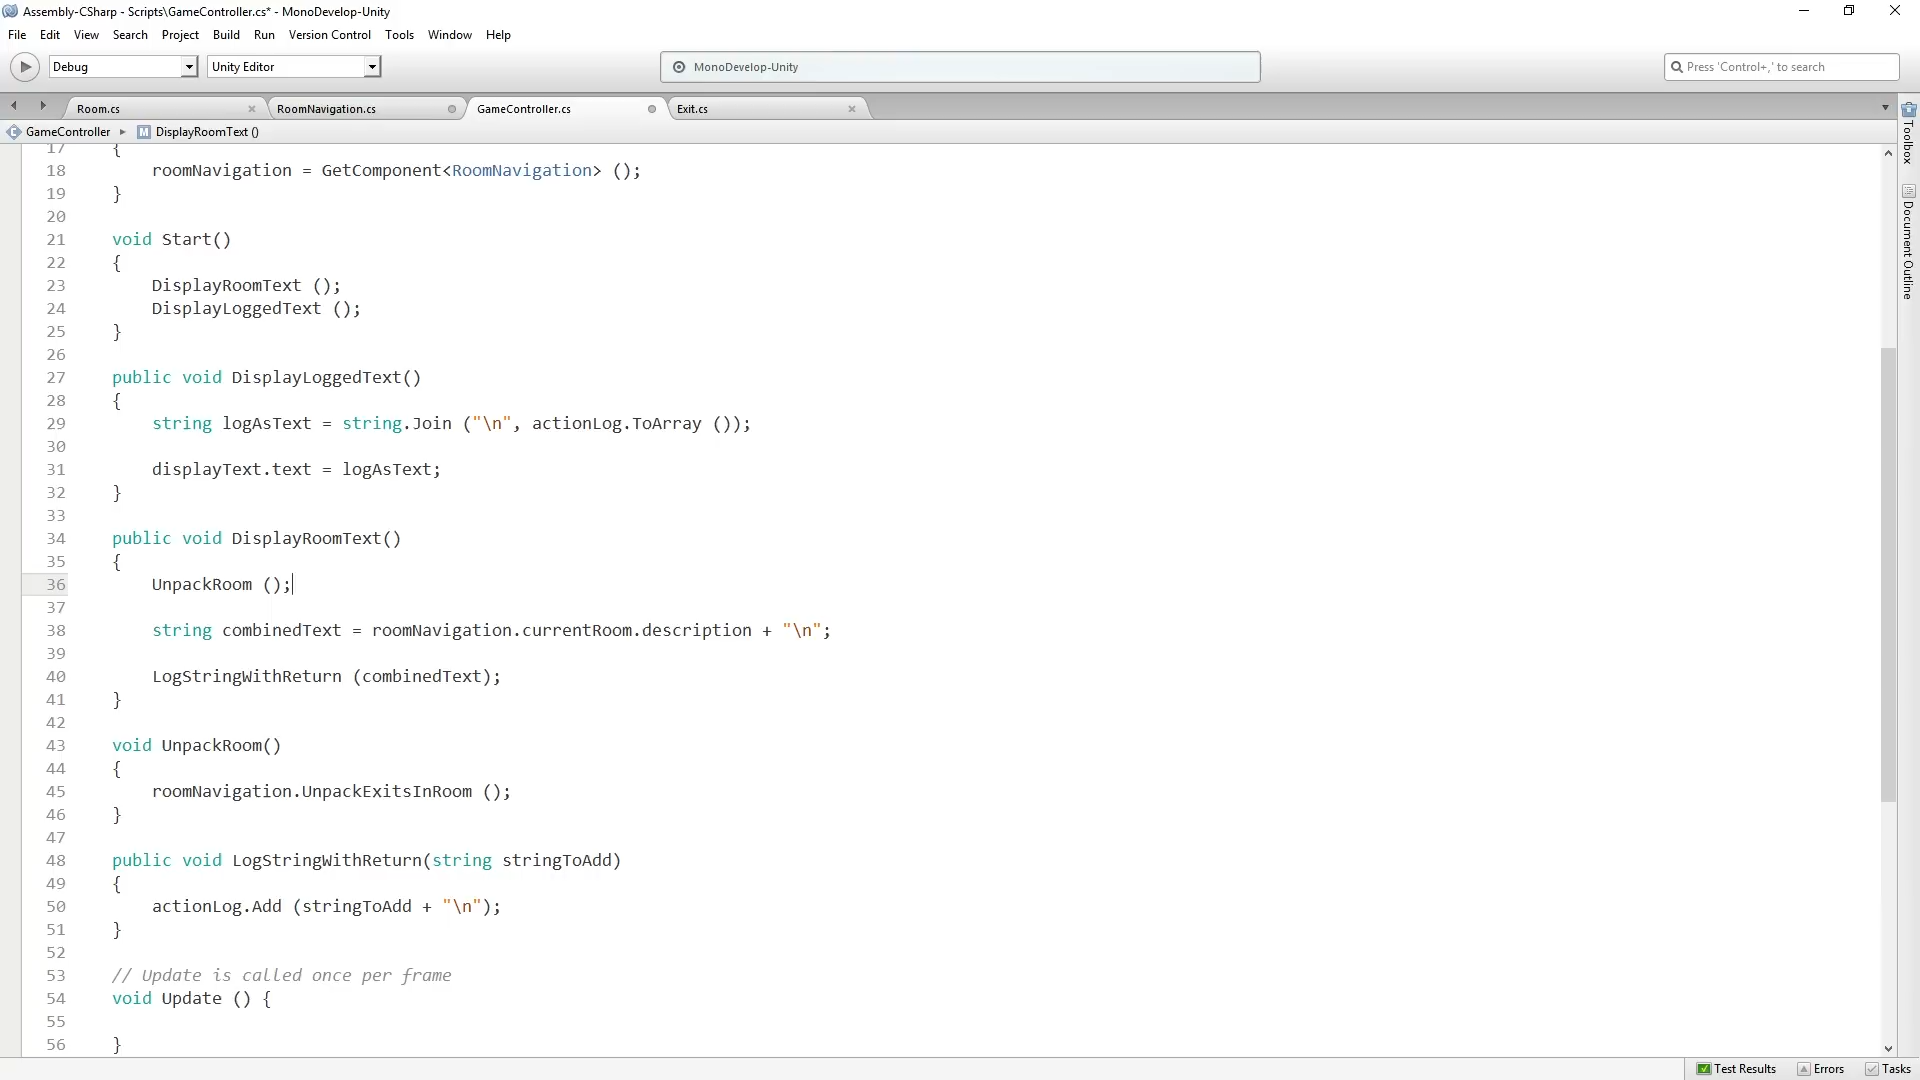 Assembly-CSharp - Scripts\GameController.cs* - MonoDevelop-Unity
File Edit View Search Project Build Run Version Control Tools Window Help
Debug Unity Editor MonoDevelop-Unity Press 'Control+,' to search
Room.cs RoomNavigation.cs GameController.cs Exit.cs
GameController M DisplayRoomText ()
Toolbox
Document Outline
17 {
18 roomNavigation = GetComponent<RoomNavigation> ();
19 }
20
21 void Start()
22 {
23 DisplayRoomText ();
24 DisplayLoggedText ();
25 }
26
27 public void DisplayLoggedText()
28 {
29 string logAsText = string.Join ("\n", actionLog.ToArray ());
30
31 displayText.text = logAsText;
32 }
33
34 public void DisplayRoomText()
35 {
36 UnpackRoom ();
37
38 string combinedText = roomNavigation.currentRoom.description + "\n";
39
40 LogStringWithReturn (combinedText);
41 }
42
43 void UnpackRoom()
44 {
45 roomNavigation.UnpackExitsInRoom ();
46 }
47
48 public void LogStringWithReturn(string stringToAdd)
49 {
50 actionLog.Add (stringToAdd + "\n");
51 }
52
53 // Update is called once per frame
54 void Update () {
55
56 }
Test Results Errors Tasks